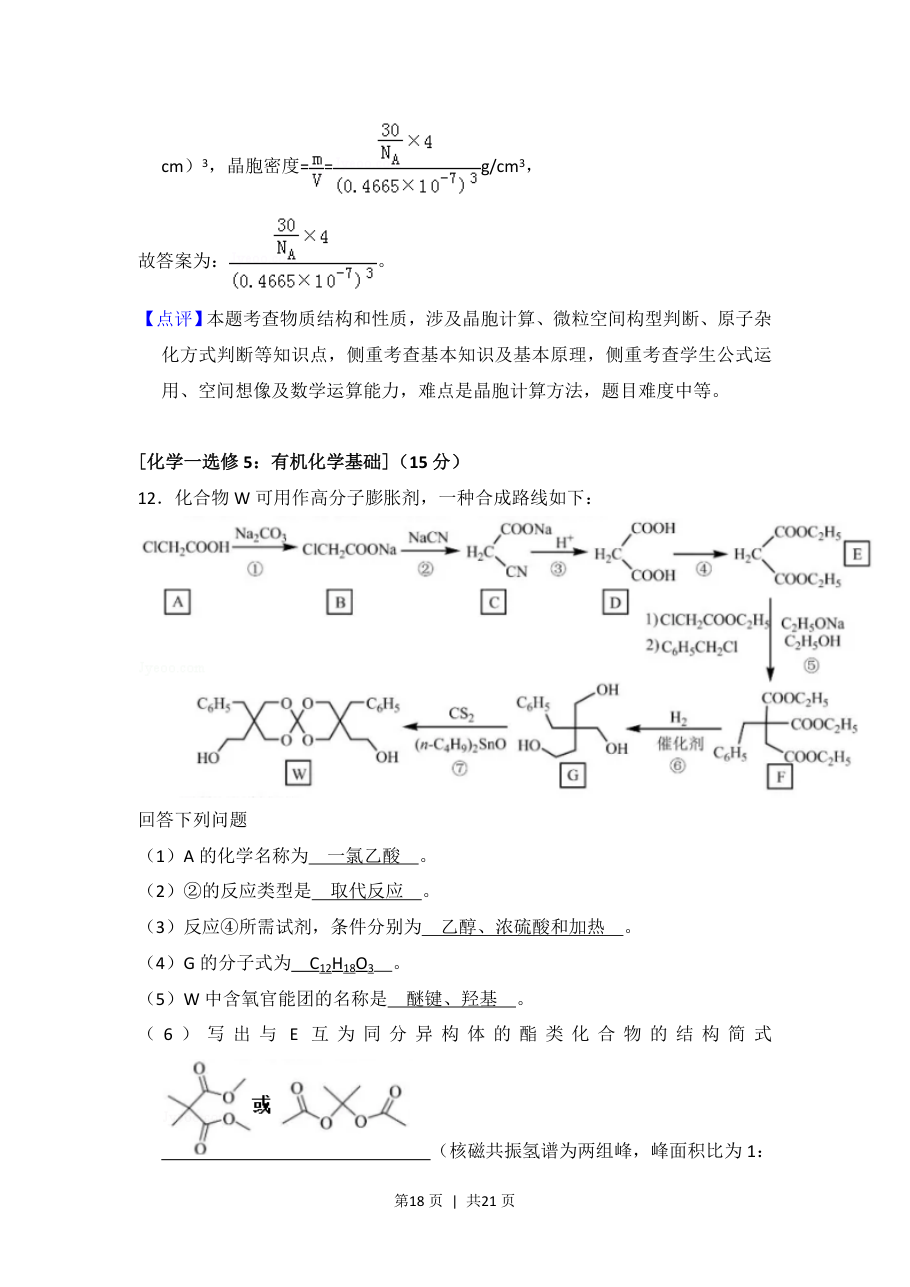 cm）³，晶胞密度=m/V=(30/N_A×4)/(0.4665×10⁻⁷)³ g/cm³，
故答案为：(30/N_A×4)/(0.4665×10⁻⁷)³。
【点评】本题考查物质结构和性质，涉及晶胞计算、微粒空间构型判断、原子杂
化方式判断等知识点，侧重考查基本知识及基本原理，侧重考查学生公式运
用、空间想像及数学运算能力，难点是晶胞计算方法，题目难度中等。
[化学一选修 5：有机化学基础]（15 分）
12．化合物 W 可用作高分子膨胀剂，一种合成路线如下：
ClCH₂COOH Na₂CO₃ ① ClCH₂COONa NaCN ② H₂C COONa CN H⁺ ③ H₂C COOH COOH ④ H₂C COOC₂H₅ COOC₂H₅ E
A B C D
1)ClCH₂COOC₂H₅ 2)C₆H₅CH₂Cl C₂H₅ONa C₂H₅OH ⑤
C₆H₅ O O O O C₆H₅ HO OH W CS₂ (n-C₄H₉)₂SnO ⑦ C₆H₅ OH HO OH G H₂ 催化剂 ⑥ COOC₂H₅ COOC₂H₅ C₆H₅ COOC₂H₅ F
回答下列问题
（1）A 的化学名称为 一氯乙酸 。
（2）②的反应类型是 取代反应 。
（3）反应④所需试剂，条件分别为 乙醇、浓硫酸和加热 。
（4）G 的分子式为 C₁₂H₁₈O₃ 。
（5）W 中含氧官能团的名称是 醚键、羟基 。
（6）写出与 E 互为同分异构体的酯类化合物的结构简式
O O O O 或 O O O O （核磁共振氢谱为两组峰，峰面积比为 1：
第18页 | 共21页